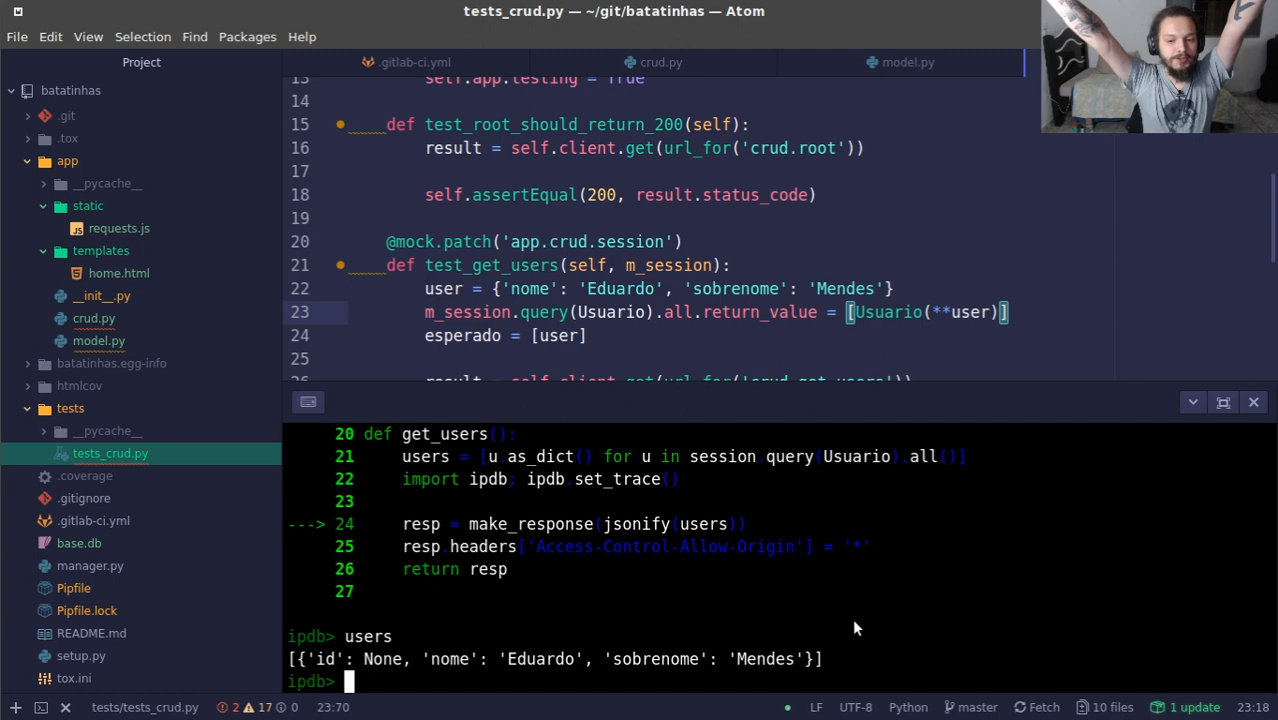 tests_crud.py — ~/git/batatinhas — Atom
File Edit View Selection Find Packages Help
Project
.gitlab-ci.yml crud.py model.py
batatinhas
.git
.tox
app
__pycache__
static
requests.js
templates
home.html
__init__.py
crud.py
model.py
batatinhas.egg-info
htmlcov
tests
__pycache__
tests_crud.py
.coverage
.gitignore
.gitlab-ci.yml
base.db
manager.py
Pipfile
Pipfile.lock
README.md
setup.py
tox.ini
13 self.app.testing = True
14
15 def test_root_should_return_200(self):
16 result = self.client.get(url_for('crud.root'))
17
18 self.assertEqual(200, result.status_code)
19
20 @mock.patch('app.crud.session')
21 def test_get_users(self, m_session):
22 user = {'nome': 'Eduardo', 'sobrenome': 'Mendes'}
23 m_session.query(Usuario).all.return_value = [Usuario(**user)]
24 esperado = [user]
25
26 result = self.client.get(url_for('crud.get_users'))
20 def get_users():
21 users = [u.as_dict() for u in session.query(Usuario).all()]
22 import ipdb; ipdb.set_trace()
23
---> 24 resp = make_response(jsonify(users))
25 resp.headers['Access-Control-Allow-Origin'] = '*'
26 return resp
27
ipdb> users
[{'id': None, 'nome': 'Eduardo', 'sobrenome': 'Mendes'}]
ipdb>
tests/tests_crud.py 2 17 0 23:70 LF UTF-8 Python master Fetch 10 files 1 update 23:18